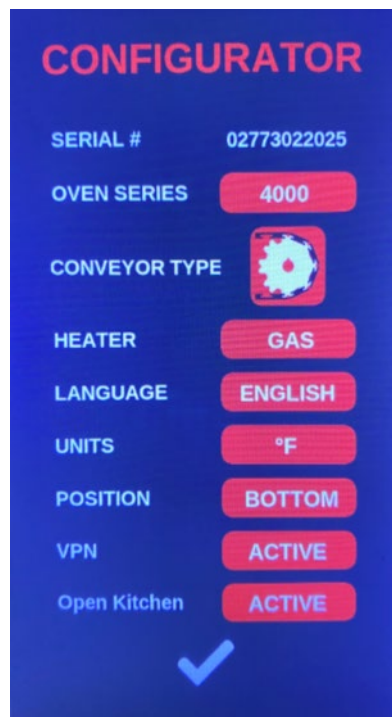 CONFIGURATOR
SERIAL # 02773022025
OVEN SERIES 4000
CONVEYOR TYPE
HEATER GAS
LANGUAGE ENGLISH
UNITS °F
POSITION BOTTOM
VPN ACTIVE
Open Kitchen ACTIVE